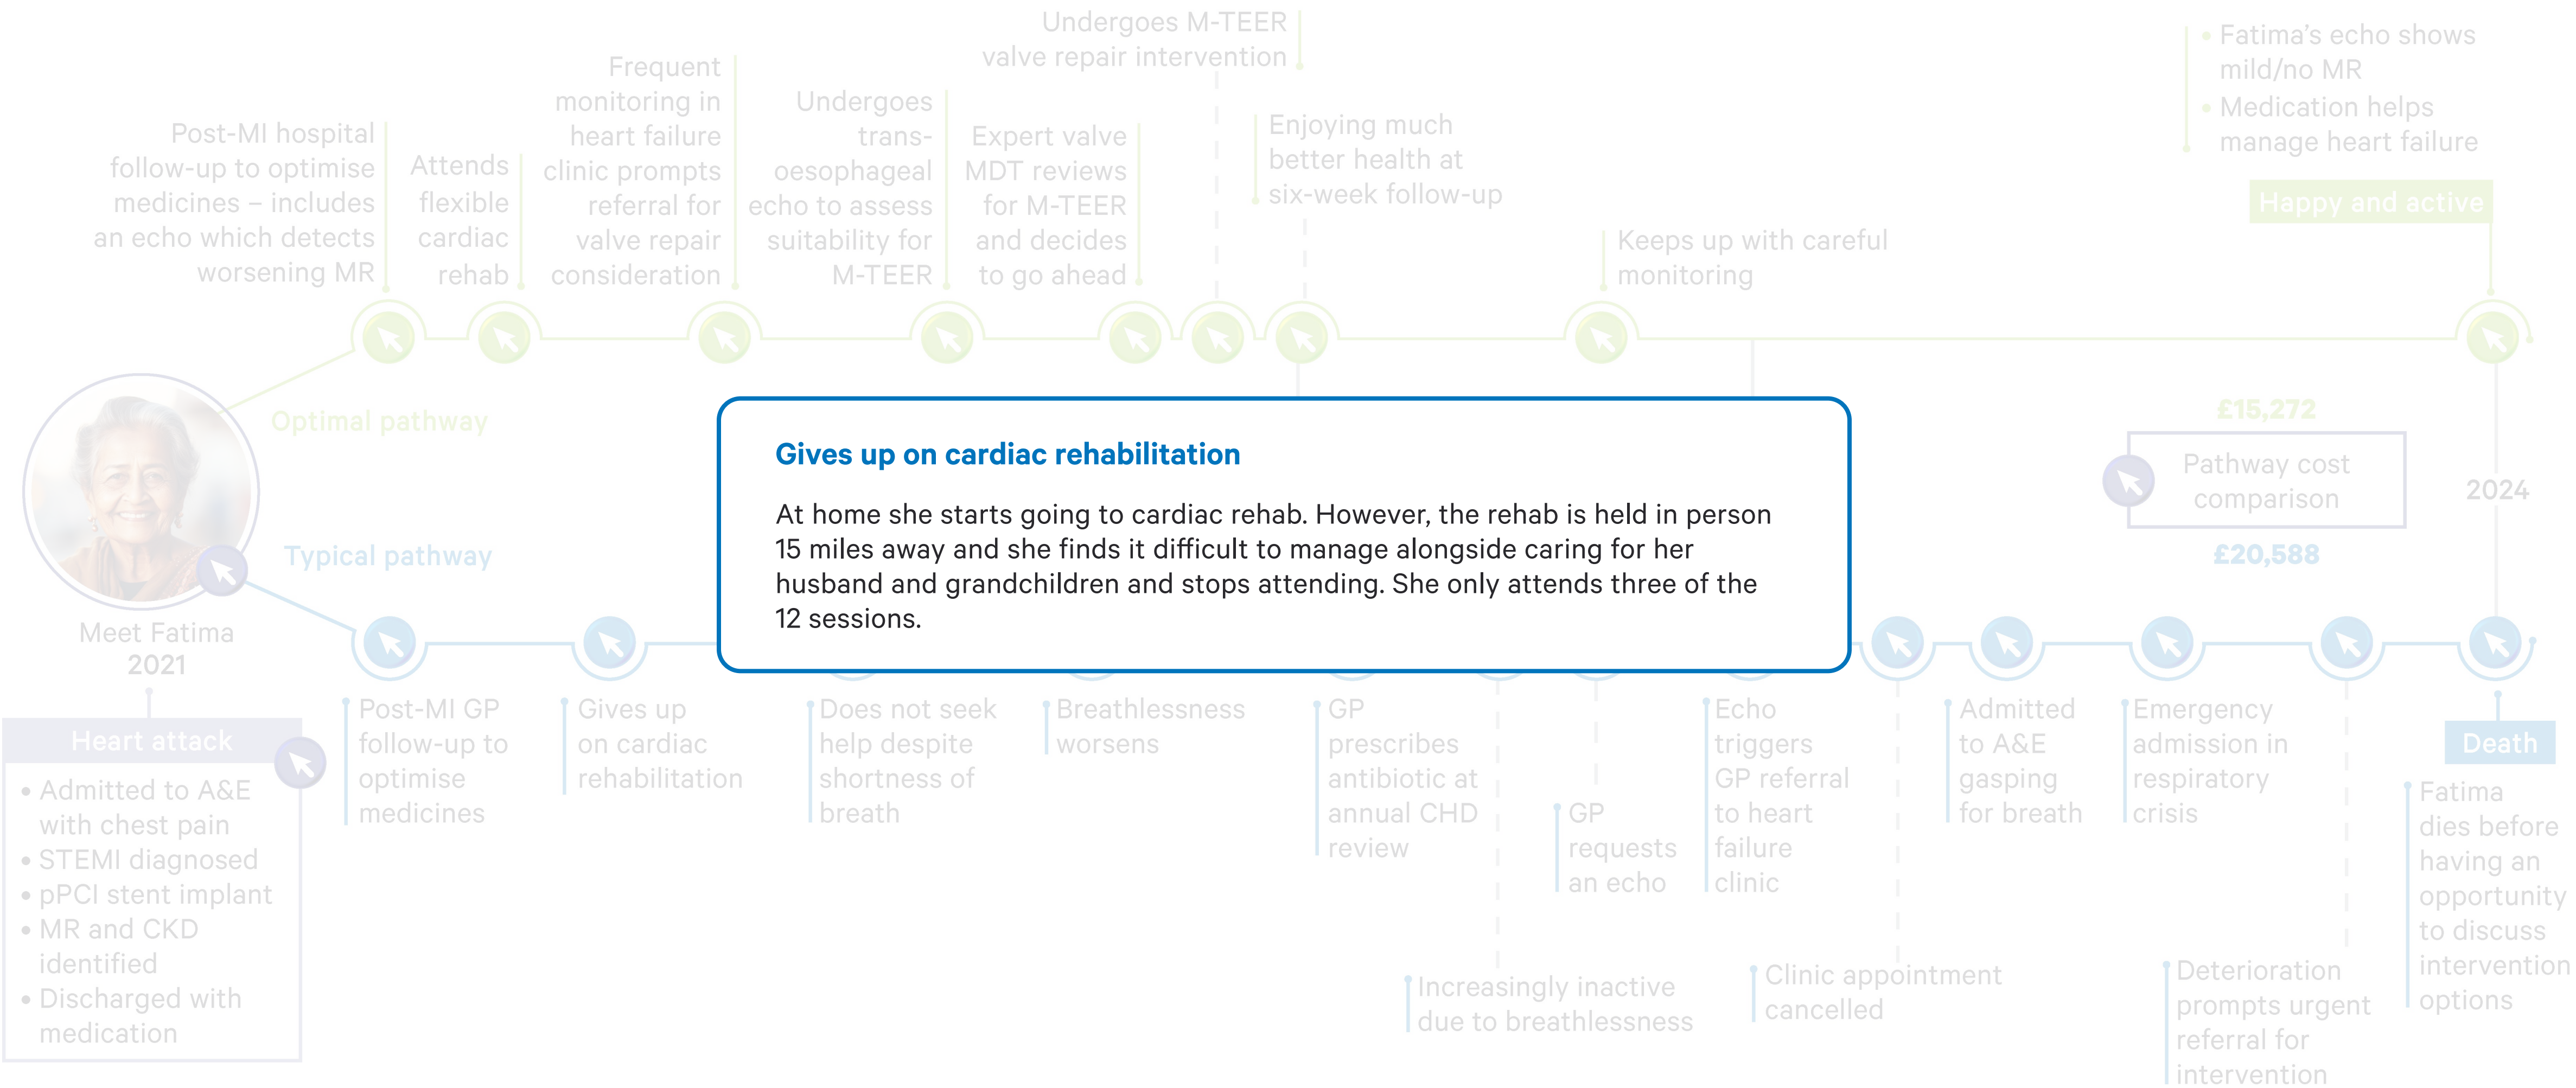 Undergoes M-TEER
valve repair intervention
Frequent
monitoring in
heart failure
clinic prompts
referral for
valve repair
consideration
Undergoes
trans-
oesophageal
echo to assess
suitability for
M-TEER
Expert valve
MDT reviews
for M-TEER
and decides
to go ahead
Post-MI hospital
follow-up to optimise
medicines – includes
an echo which detects
worsening MR
Attends
flexible
cardiac
rehab
Enjoying much
better health at
six-week follow-up
Keeps up with careful
monitoring
• Fatima's echo shows
mild/no MR
• Medication helps
manage heart failure
Happy and active
Optimal pathway
Typical pathway
Gives up on cardiac rehabilitation
At home she starts going to cardiac rehab. However, the rehab is held in person
15 miles away and she finds it difficult to manage alongside caring for her
husband and grandchildren and stops attending. She only attends three of the
12 sessions.
£15,272
Pathway cost
comparison
£20,588
2024
Meet Fatima
2021
Heart attack
• Admitted to A&E
with chest pain
• STEMI diagnosed
• pPCI stent implant
• MR and CKD
identified
• Discharged with
medication
Post-MI GP
follow-up to
optimise
medicines
Gives up
on cardiac
rehabilitation
Does not seek
help despite
shortness of
breath
Breathlessness
worsens
GP
prescribes
antibiotic at
annual CHD
review
Increasingly inactive
due to breathlessness
GP
requests
an echo
Echo
triggers
GP referral
to heart
failure
clinic
Clinic appointment
cancelled
Admitted
to A&E
gasping
for breath
Emergency
admission in
respiratory
crisis
Deterioration
prompts urgent
referral for
intervention
Death
Fatima
dies before
having an
opportunity
to discuss
intervention
options